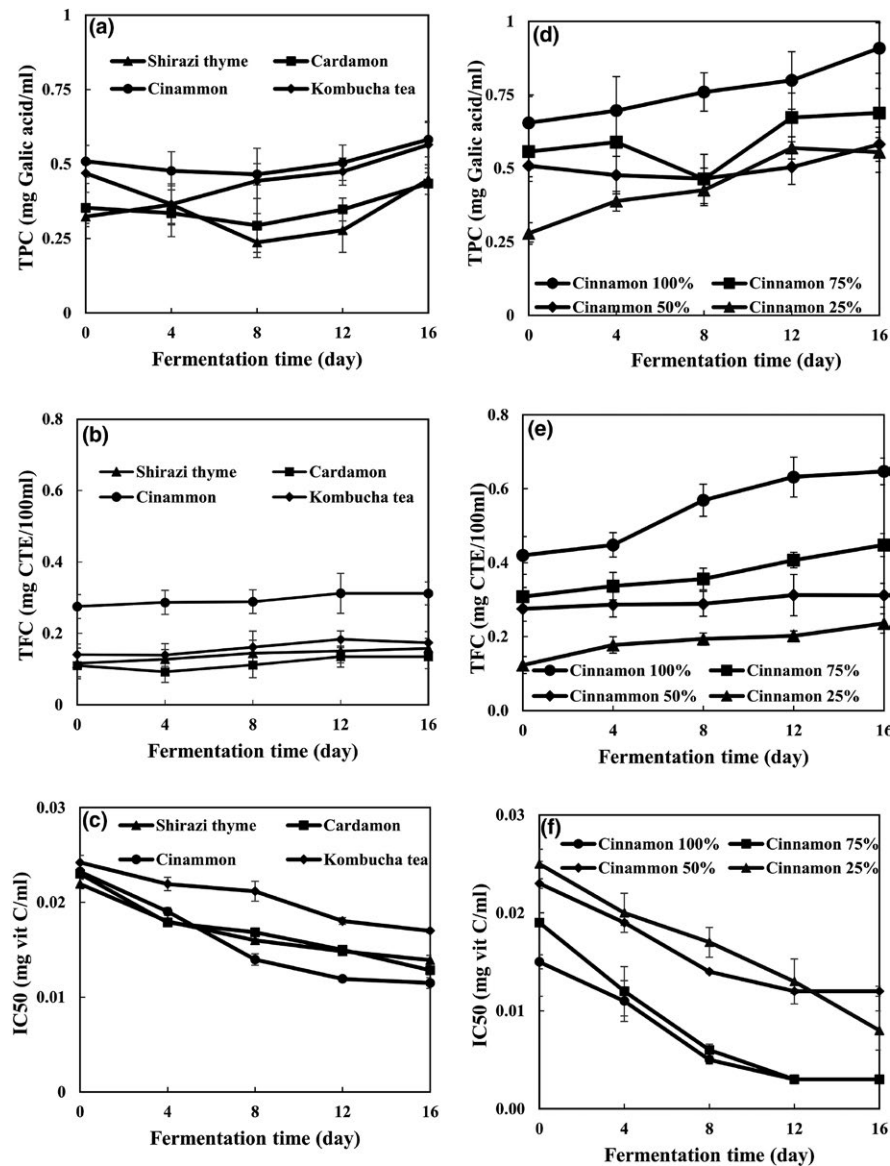 (a)
Shirazi thyme Cardamon
Cinammon Kombucha tea
TPC (mg Galic acid/ml)
1
0.75
0.5
0.25
0
0 4 8 12 16
Fermentation time (day)
(d)
TPC (mg Galic acid/ml)
1
0.75
0.5
0.25
0
Cinnamon 100% Cinnamon 75%
Cinammon 50% Cinnamon 25%
0 4 8 12 16
Fermentation time (day)
(b)
Shirazi thyme Cardamon
Cinammon Kombucha tea
TFC (mg CTE/100ml)
0.8
0.6
0.4
0.2
0
0 4 8 12 16
Fermentation time (day)
(e)
TFC (mg CTE/100ml)
0.8
0.6
0.4
0.2
0.0
Cinnamon 100% Cinnamon 75%
Cinnammon 50% Cinnamon 25%
0 4 8 12 16
Fermentation time (day)
(c)
Shirazi thyme Cardamon
Cinammon Kombucha tea
IC50 (mg vit C/ml)
0.03
0.02
0.01
0
0 4 8 12 16
Fermentation time (day)
(f)
Cinnamon 100% Cinnamon 75%
Cinammon 50% Cinnamon 25%
IC50 (mg vit C/ml)
0.03
0.02
0.01
0.00
0 4 8 12 16
Fermentation time (day)